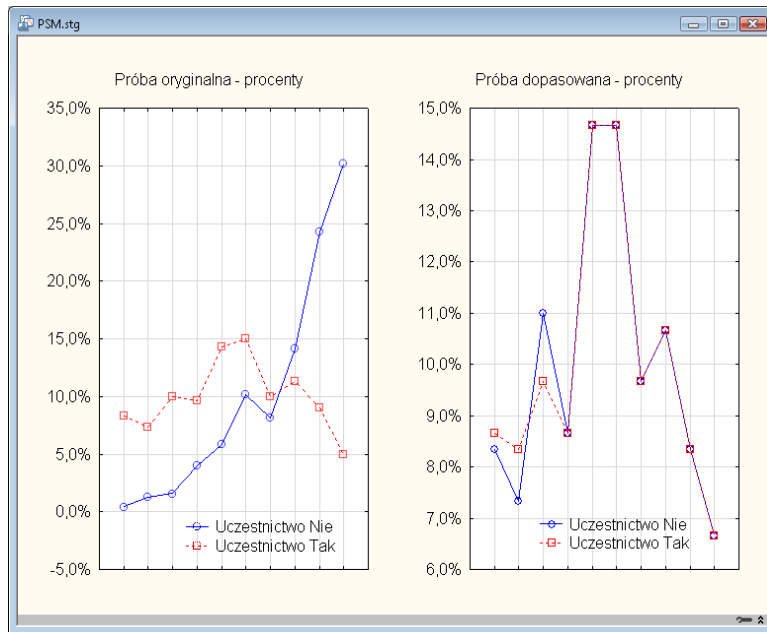 PSM.stg
Próba oryginalna - procenty
35,0%
30,0%
25,0%
20,0%
15,0%
10,0%
5,0%
0,0%
-5,0%
Uczestnictwo Nie
Uczestnictwo Tak
Próba dopasowana - procenty
15,0%
14,0%
13,0%
12,0%
11,0%
10,0%
9,0%
8,0%
7,0%
6,0%
Uczestnictwo Nie
Uczestnictwo Tak